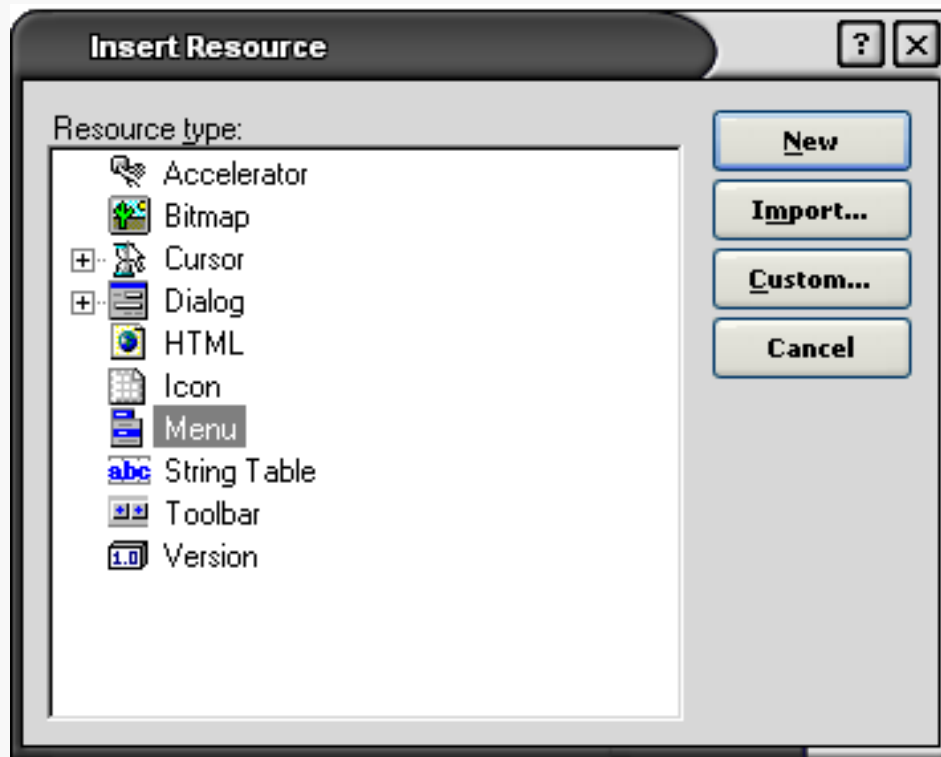 Insert Resource
Resource type:
Accelerator
Bitmap
Cursor
Dialog
HTML
Icon
Menu
abc String Table
Toolbar
1.0 Version
New
Import...
Custom...
Cancel